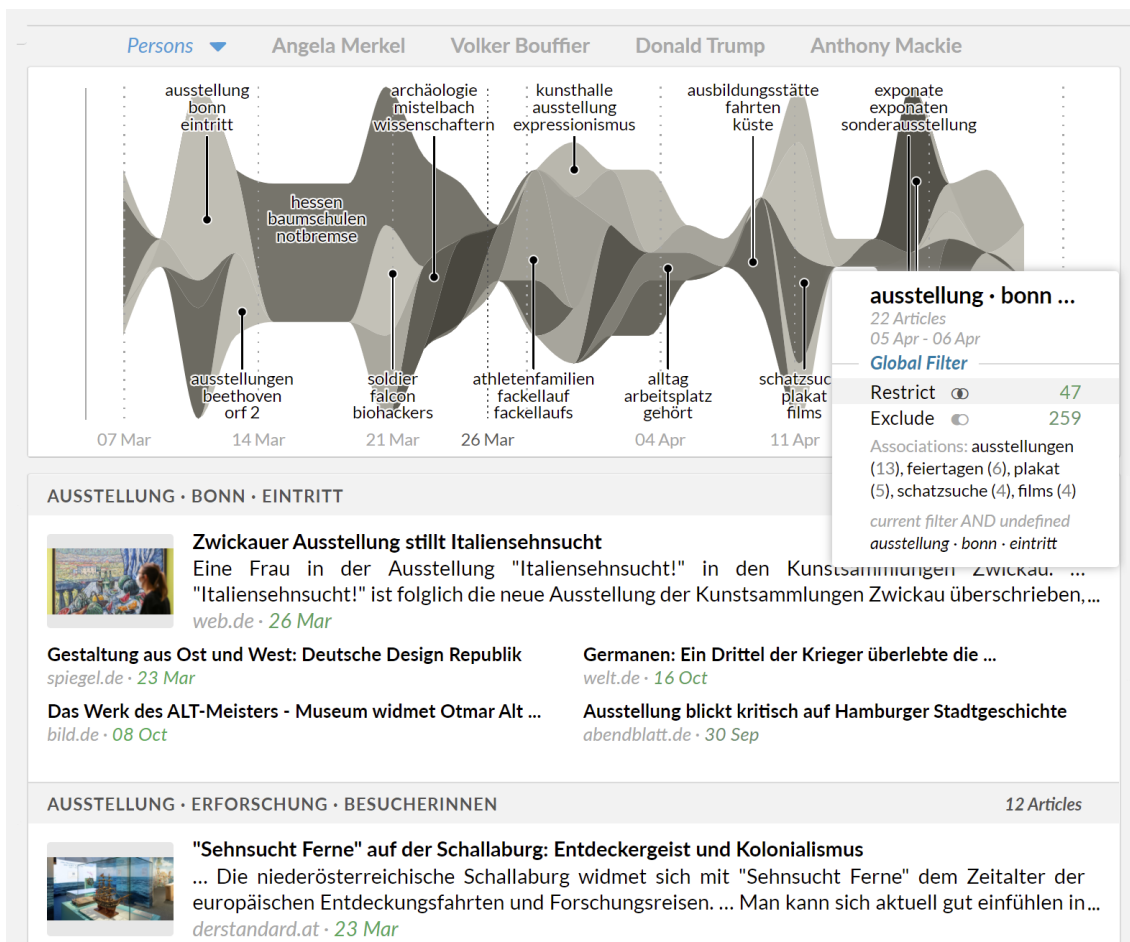 Persons Angela Merkel Volker Bouffier Donald Trump Anthony Mackie
ausstellung
bonn
eintritt
archäologie
mistelbach
wissenschaftern
kunsthalle
ausstellung
expressionismus
ausbildungsstätte
fahrten
küste
exponate
exponaten
sonderausstellung
hessen
baumschulen
notbremse
ausstellungen
beethoven
orf 2
soldier
falcon
biohackers
athletenfamilien
fackellauf
fackellaufs
alltag
arbeitsplatz
gehört
schatzsuc
plakat
films
07 Mar 14 Mar 21 Mar 26 Mar 04 Apr 11 Apr
ausstellung · bonn ...
22 Articles
05 Apr - 06 Apr
Global Filter
Restrict 47
Exclude 259
Associations: ausstellungen
(13), feiertagen (6), plakat
(5), schatzsuche (4), films (4)
current filter AND undefined
ausstellung · bonn · eintritt
AUSSTELLUNG · BONN · EINTRITT
Zwickauer Ausstellung stillt Italiensehnsucht
Eine Frau in der Ausstellung "Italiensehnsucht!" in den Kunstsammlungen Zwickau. ...
"Italiensehnsucht!" ist folglich die neue Ausstellung der Kunstsammlungen Zwickau überschrieben,...
web.de · 26 Mar
Gestaltung aus Ost und West: Deutsche Design Republik
spiegel.de · 23 Mar
Germanen: Ein Drittel der Krieger überlebte die ...
welt.de · 16 Oct
Das Werk des ALT-Meisters - Museum widmet Otmar Alt ...
bild.de · 08 Oct
Ausstellung blickt kritisch auf Hamburger Stadtgeschichte
abendblatt.de · 30 Sep
AUSSTELLUNG · ERFORSCHUNG · BESUCHERINNEN 12 Articles
"Sehnsucht Ferne" auf der Schallaburg: Entdeckergeist und Kolonialismus
... Die niederösterreichische Schallaburg widmet sich mit "Sehnsucht Ferne" dem Zeitalter der
europäischen Entdeckungsfahrten und Forschungsreisen. ... Man kann sich aktuell gut einfühlen in...
derstandard.at · 23 Mar